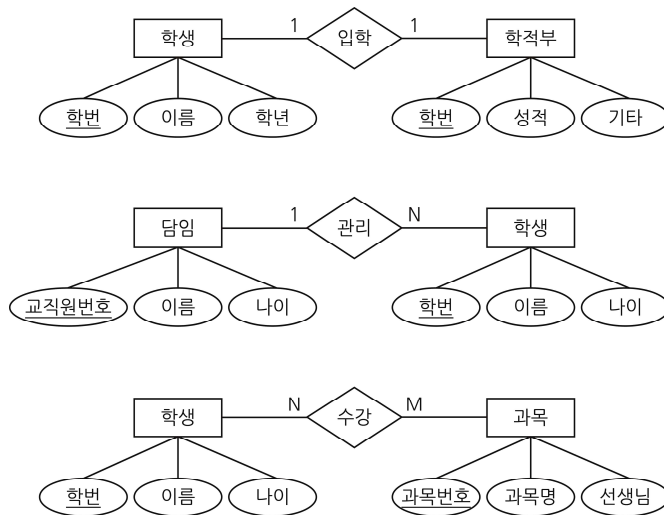 학생 1 입학 1 학적부
학번 이름 학년 학번 성적 기타
담임 1 관리 N 학생
교직원번호 이름 나이 학번 이름 나이
학생 N 수강 M 과목
학번 이름 나이 과목번호 과목명 선생님